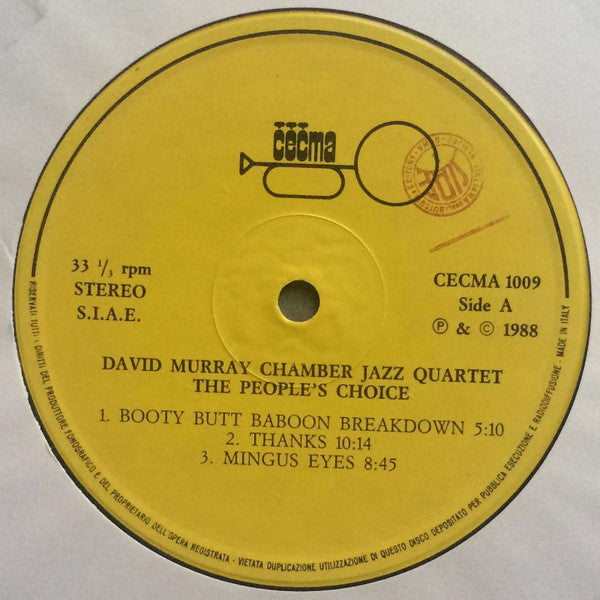 cecma
33 ⅓ rpm
STEREO
S.I.A.E.
CECMA 1009
Side A
Ⓟ & © 1988
DAVID MURRAY CHAMBER JAZZ QUARTET
THE PEOPLE'S CHOICE
1. BOOTY BUTT BABOON BREAKDOWN 5:10
2. THANKS 10:14
3. MINGUS EYES 8:45
RISERVATI TUTTI I DIRITTI DEL PRODUTTORE FONOGRAFICO E DEL PROPRIETARIO DELL'OPERA REGISTRATA - VIETATA DUPLICAZIONE UTILIZZAZIONE DI QUESTO DISCO DEPOSITATO PER PUBBLICA ESECUZIONE E RADIODIFFUSIONE - MADE IN ITALY